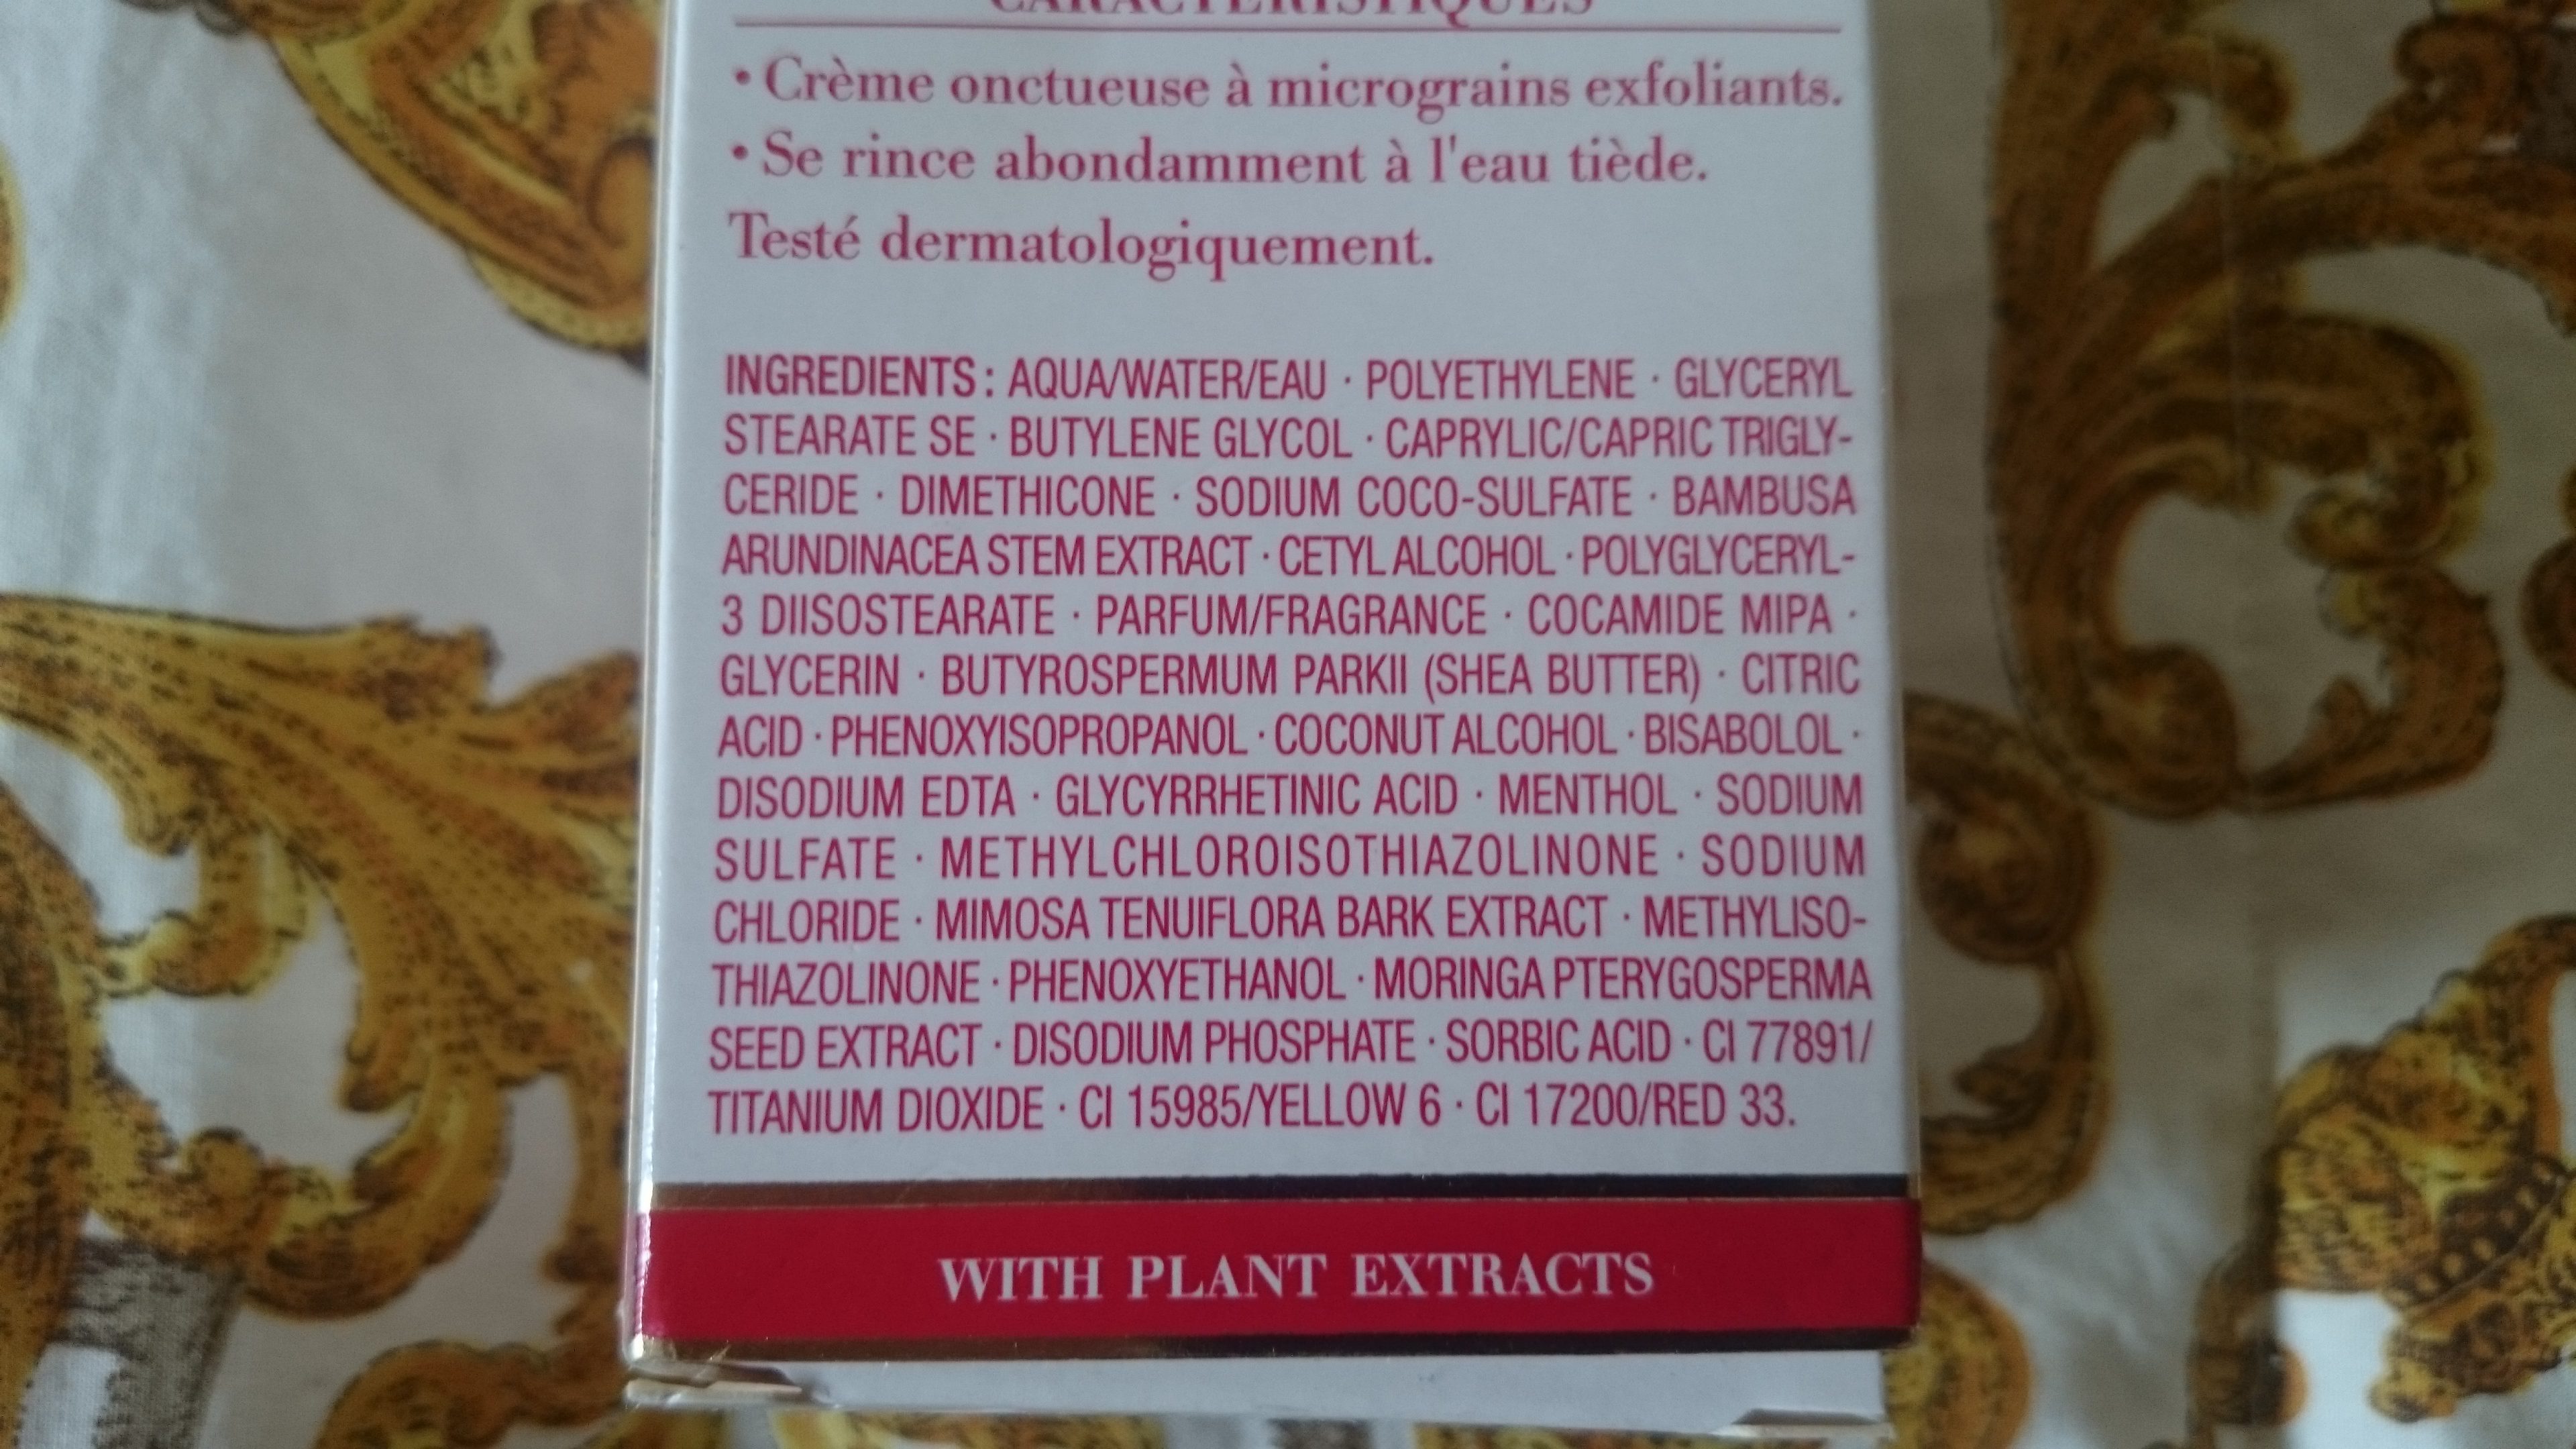 CARACTÉRISTIQUES
• Crème onctueuse à micrograins exfoliants.
• Se rince abondamment à l'eau tiède.
Testé dermatologiquement.
INGREDIENTS : AQUA/WATER/EAU · POLYETHYLENE · GLYCERYL
STEARATE SE · BUTYLENE GLYCOL · CAPRYLIC/CAPRIC TRIGLY-
CERIDE · DIMETHICONE · SODIUM COCO-SULFATE · BAMBUSA
ARUNDINACEA STEM EXTRACT · CETYL ALCOHOL · POLYGLYCERYL-
3 DIISOSTEARATE · PARFUM/FRAGRANCE · COCAMIDE MIPA ·
GLYCERIN · BUTYROSPERMUM PARKII (SHEA BUTTER) · CITRIC
ACID · PHENOXYISOPROPANOL · COCONUT ALCOHOL · BISABOLOL ·
DISODIUM EDTA · GLYCYRRHETINIC ACID · MENTHOL · SODIUM
SULFATE · METHYLCHLOROISOTHIAZOLINONE · SODIUM
CHLORIDE · MIMOSA TENUIFLORA BARK EXTRACT · METHYLISO-
THIAZOLINONE · PHENOXYETHANOL · MORINGA PTERYGOSPERMA
SEED EXTRACT · DISODIUM PHOSPHATE · SORBIC ACID · CI 77891/
TITANIUM DIOXIDE · CI 15985/YELLOW 6 · CI 17200/RED 33.
WITH PLANT EXTRACTS